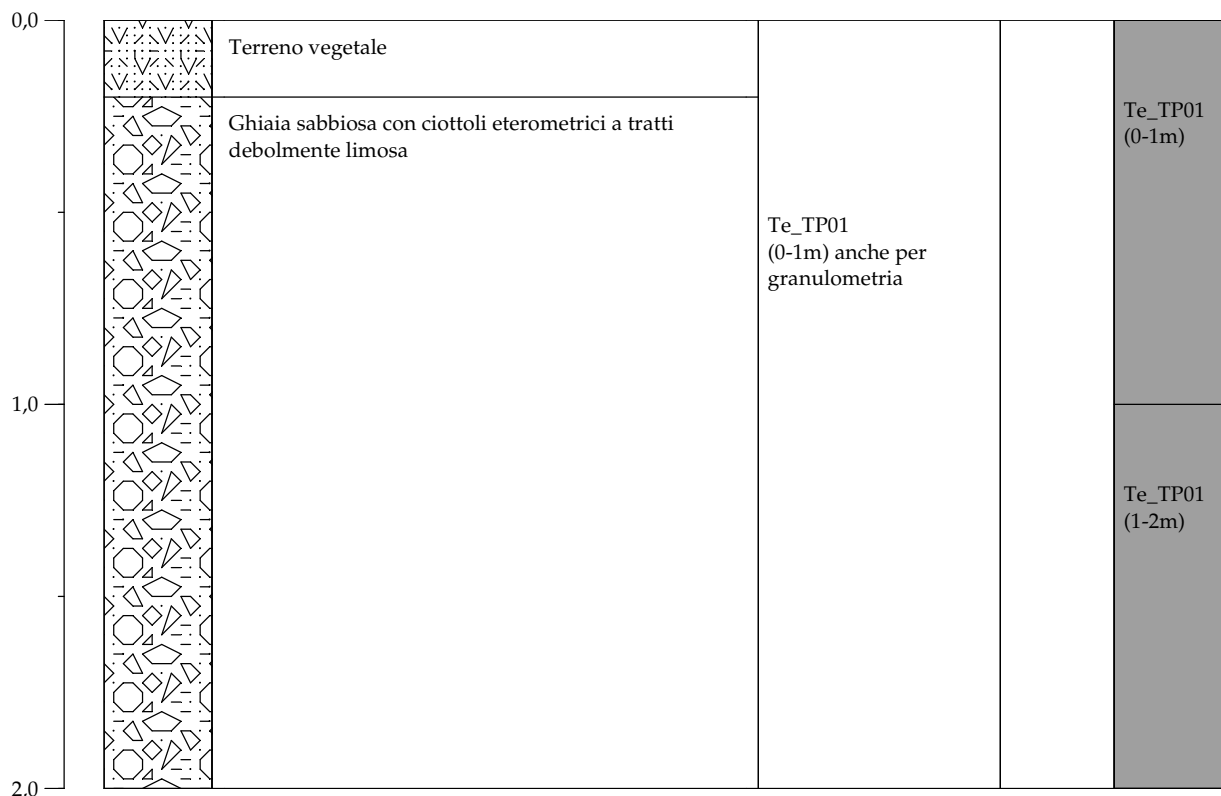 0,0
Terreno vegetale
Ghiaia sabbiosa con ciottoli eterometrici a tratti
debolmente limosa
Te_TP01
(0-1m) anche per
granulometria
Te_TP01
(0-1m)
1,0
Te_TP01
(1-2m)
2,0